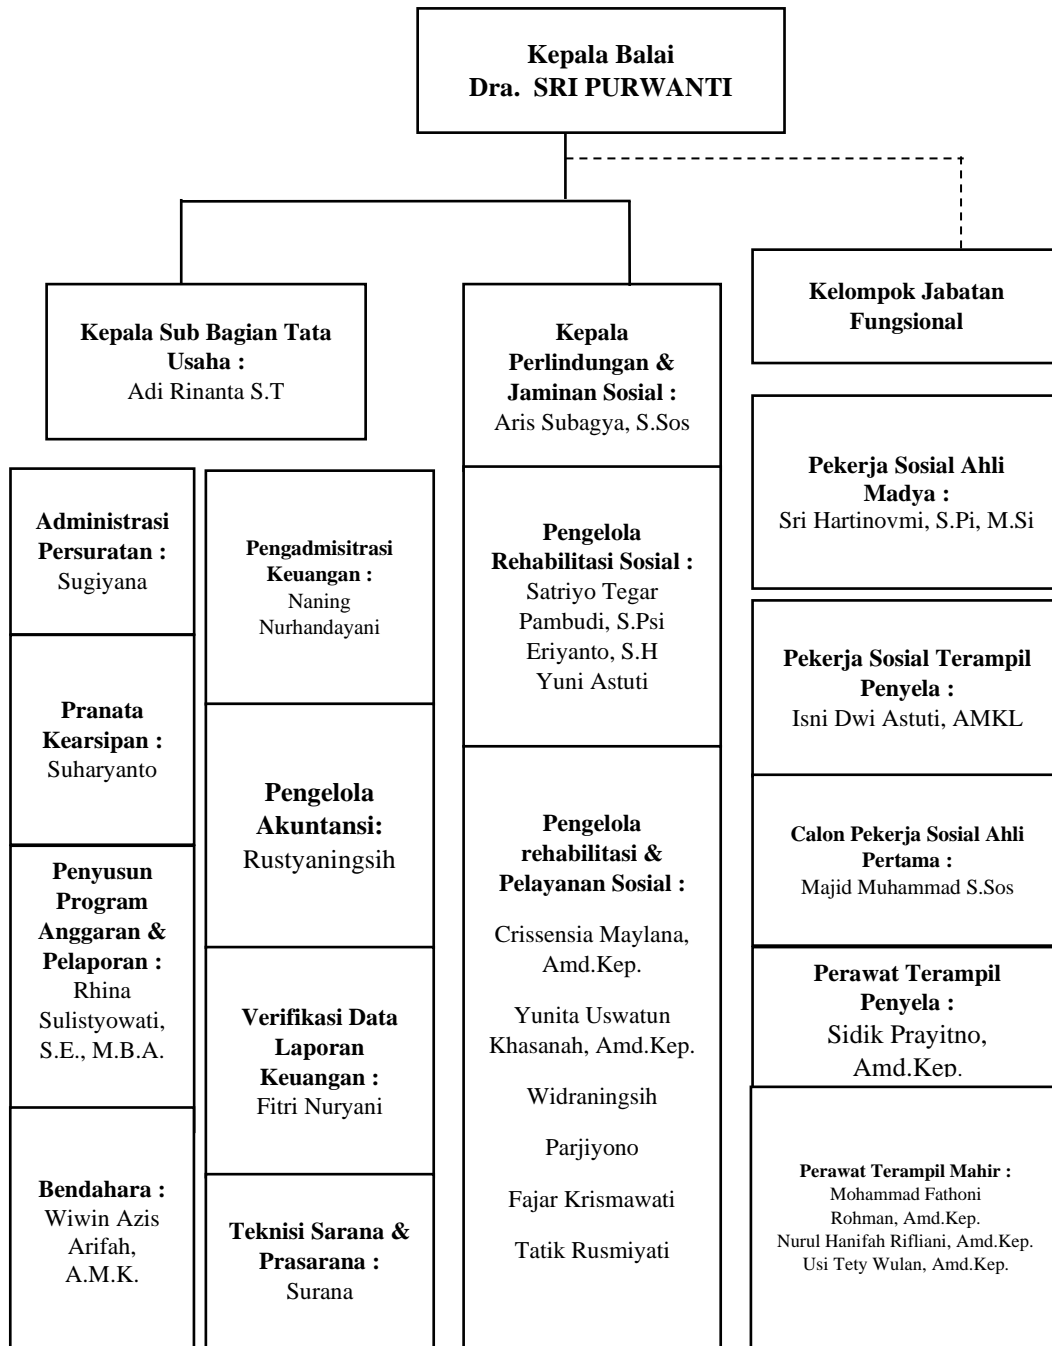 Kepala Balai
Dra. SRI PURWANTI
Kepala Sub Bagian Tata
Usaha :
Adi Rinanta S.T
Kepala
Perlindungan &
Jaminan Sosial :
Aris Subagya, S.Sos
Kelompok Jabatan
Fungsional
Administrasi
Persuratan :
Sugiyana
Pranata
Kearsipan :
Suharyanto
Penyusun
Program
Anggaran &
Pelaporan :
Rhina
Sulistyowati,
S.E., M.B.A.
Bendahara :
Wiwin Azis
Arifah,
A.M.K.
Pengadmisitrasi
Keuangan :
Naning
Nurhandayani
Pengelola
Akuntansi:
Rustyaningsih
Verifikasi Data
Laporan
Keuangan :
Fitri Nuryani
Teknisi Sarana &
Prasarana :
Surana
Pengelola
Rehabilitasi Sosial :
Satriyo Tegar
Pambudi, S.Psi
Eriyanto, S.H
Yuni Astuti
Pengelola
rehabilitasi &
Pelayanan Sosial :
Crissensia Maylana,
Amd.Kep.
Yunita Uswatun
Khasanah, Amd.Kep.
Widraningsih
Parjiyono
Fajar Krismawati
Tatik Rusmiyati
Pekerja Sosial Ahli
Madya :
Sri Hartinovmi, S.Pi, M.Si
Pekerja Sosial Terampil
Penyela :
Isni Dwi Astuti, AMKL
Calon Pekerja Sosial Ahli
Pertama :
Majid Muhammad S.Sos
Perawat Terampil
Penyela :
Sidik Prayitno,
Amd.Kep.
Perawat Terampil Mahir :
Mohammad Fathoni
Rohman, Amd.Kep.
Nurul Hanifah Rifliani, Amd.Kep.
Usi Tety Wulan, Amd.Kep.